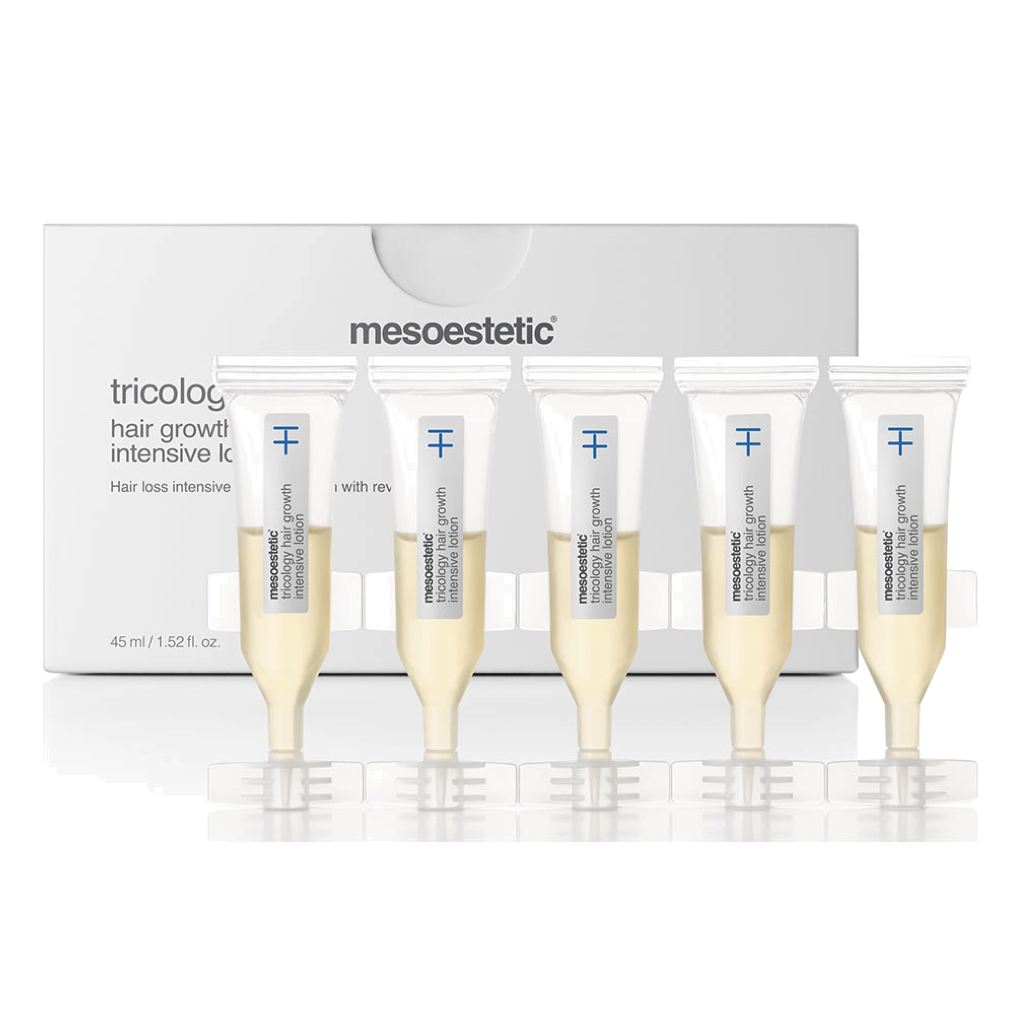 mesoestetic®
tricolog
hair growth
intensive lo
Hair loss intensive
with rev
45 ml / 1.52 fl. oz.
mesoestetic®
tricology hair growth
intensive lotion
mesoestetic®
tricology hair growth
intensive lotion
mesoestetic®
tricology hair growth
intensive lotion
mesoestetic®
tricology hair growth
intensive lotion
mesoestetic®
tricology hair growth
intensive lotion